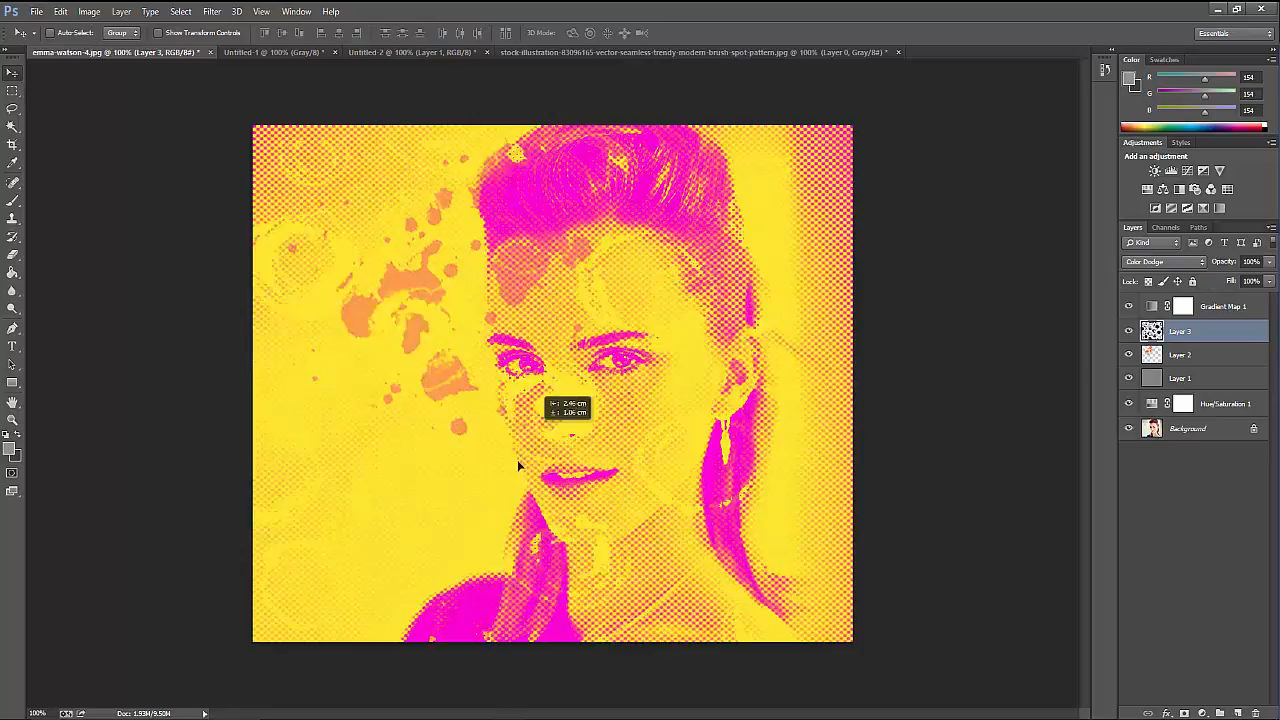 Ps File Edit Image Layer Type Select Filter 3D View Window Help
Auto-Select: Group Show Transform Controls 3D Mode: Essentials
emma-watson-4.jpg @ 100% (Layer 3, RGB/8#) * × Untitled-1 @ 100% (Gray/8) * × Untitled-2 @ 100% (Layer 1, RGB/8) * × stock-illustration-83096165-vector-seamless-trendy-modern-brush-spot-pattern.jpg @ 100% (Layer 0, Gray/8#) * ×
Color Swatches
R 154
G 154
B 154
Adjustments Styles
Add an adjustment
Layers Channels Paths
Kind
Color Dodge Opacity: 100%
Lock: Fill: 100%
Gradient Map 1
Layer 3
Layer 2
Layer 1
Hue/Saturation 1
Background
2.46 cm
1.06 cm
100% Doc: 1.93M/9.50M